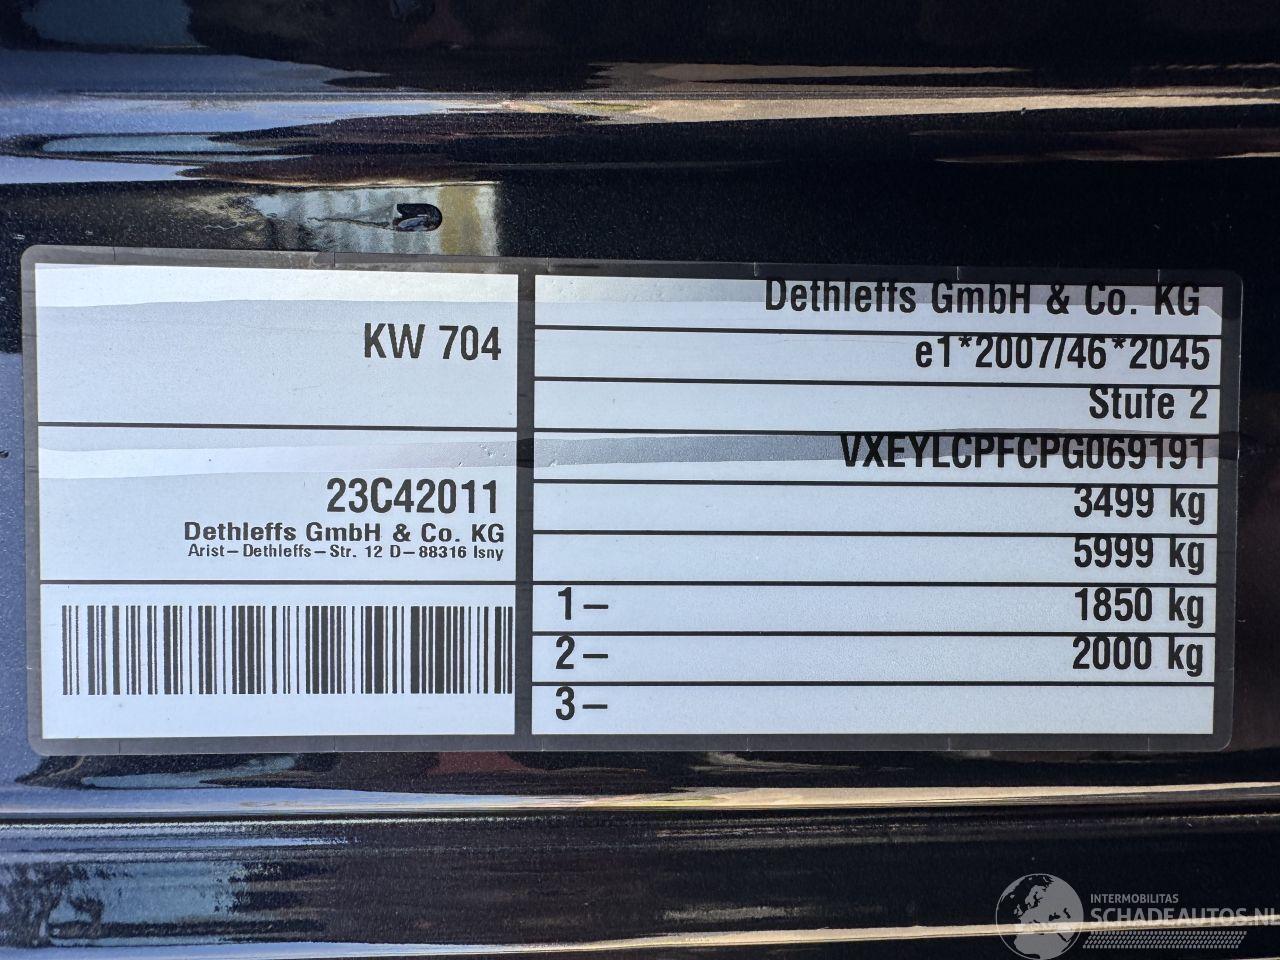 KW 704
23C42011
Dethleffs GmbH & Co. KG
Arist-Dethleffs-Str. 12 D-88316 Isny
Dethleffs GmbH & Co. KG
e1*2007/46*2045
Stufe 2
VXEYLCPFCPG069191
3499 kg
5999 kg
1- 1850 kg
2- 2000 kg
3-
INTERMOBILITAS
SCHADEAUTOS.NL